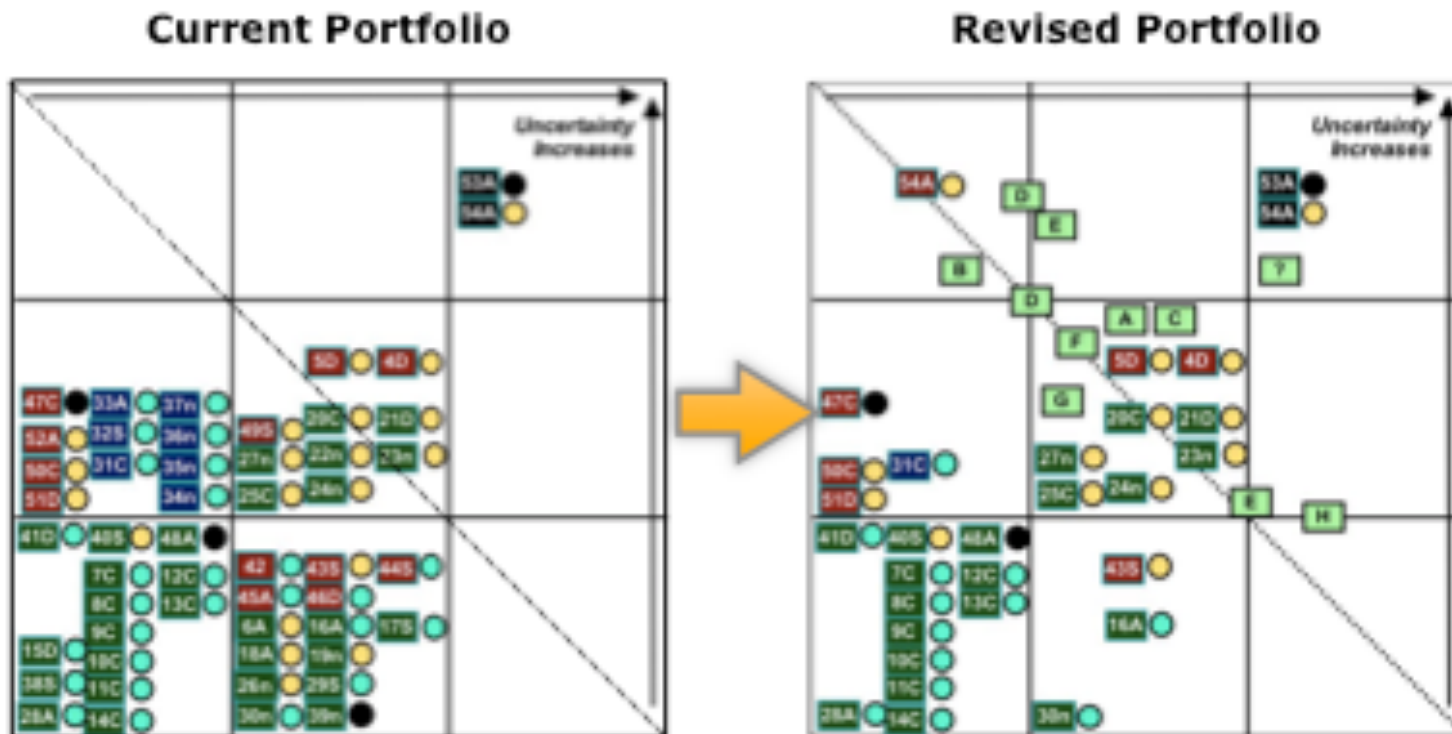 Current Portfolio
Revised Portfolio
Uncertainty
Increases
53A
54A
5D 4D
47C 33A 37n
52A 32S 36n 49S 20C 21D
50C 31C 35n 27n 22n 23n
51D 34n 25C 24n
41D 40S 48A
7C 12C 42 43S 44S
8C 13C 45A 46D
9C 6A 16A 17S
15D 10C 18A 19n
38S 11C 26n 29S
28A 14C 30n 39n
Uncertainty
Increases
54A D 53A
E 54A
B ?
D
A C
F
5D 4D
47C G
20C 21D
31C 27n 23n
50C
51D 25C 24n
E
H
41D 40S 48A
7C 12C 43S
8C 13C
9C 16A
10C
11C
28A 14C 30n